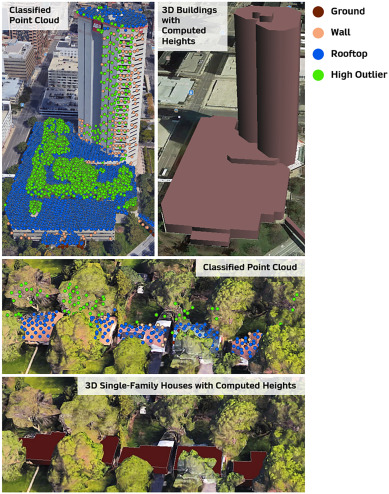 Classified
Point Cloud
3D Buildings
with
Computed
Heights
Ground
Wall
Rooftop
High Outlier
Classified Point Cloud
3D Single-Family Houses with Computed Heights